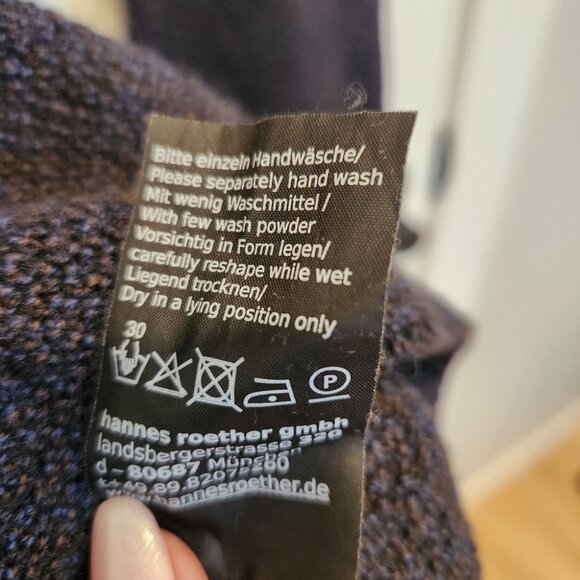 Bitte einzeln Handwäsche/
Please separately hand wash
Mit wenig Waschmittel /
With few wash powder
Vorsichtig in Form legen/
carefully reshape while wet
Liegend trocknen/
Dry in a lying position only
30
P
hannes roether gmbh
landsbergerstrasse
d - 80687 München
hannesroether.de